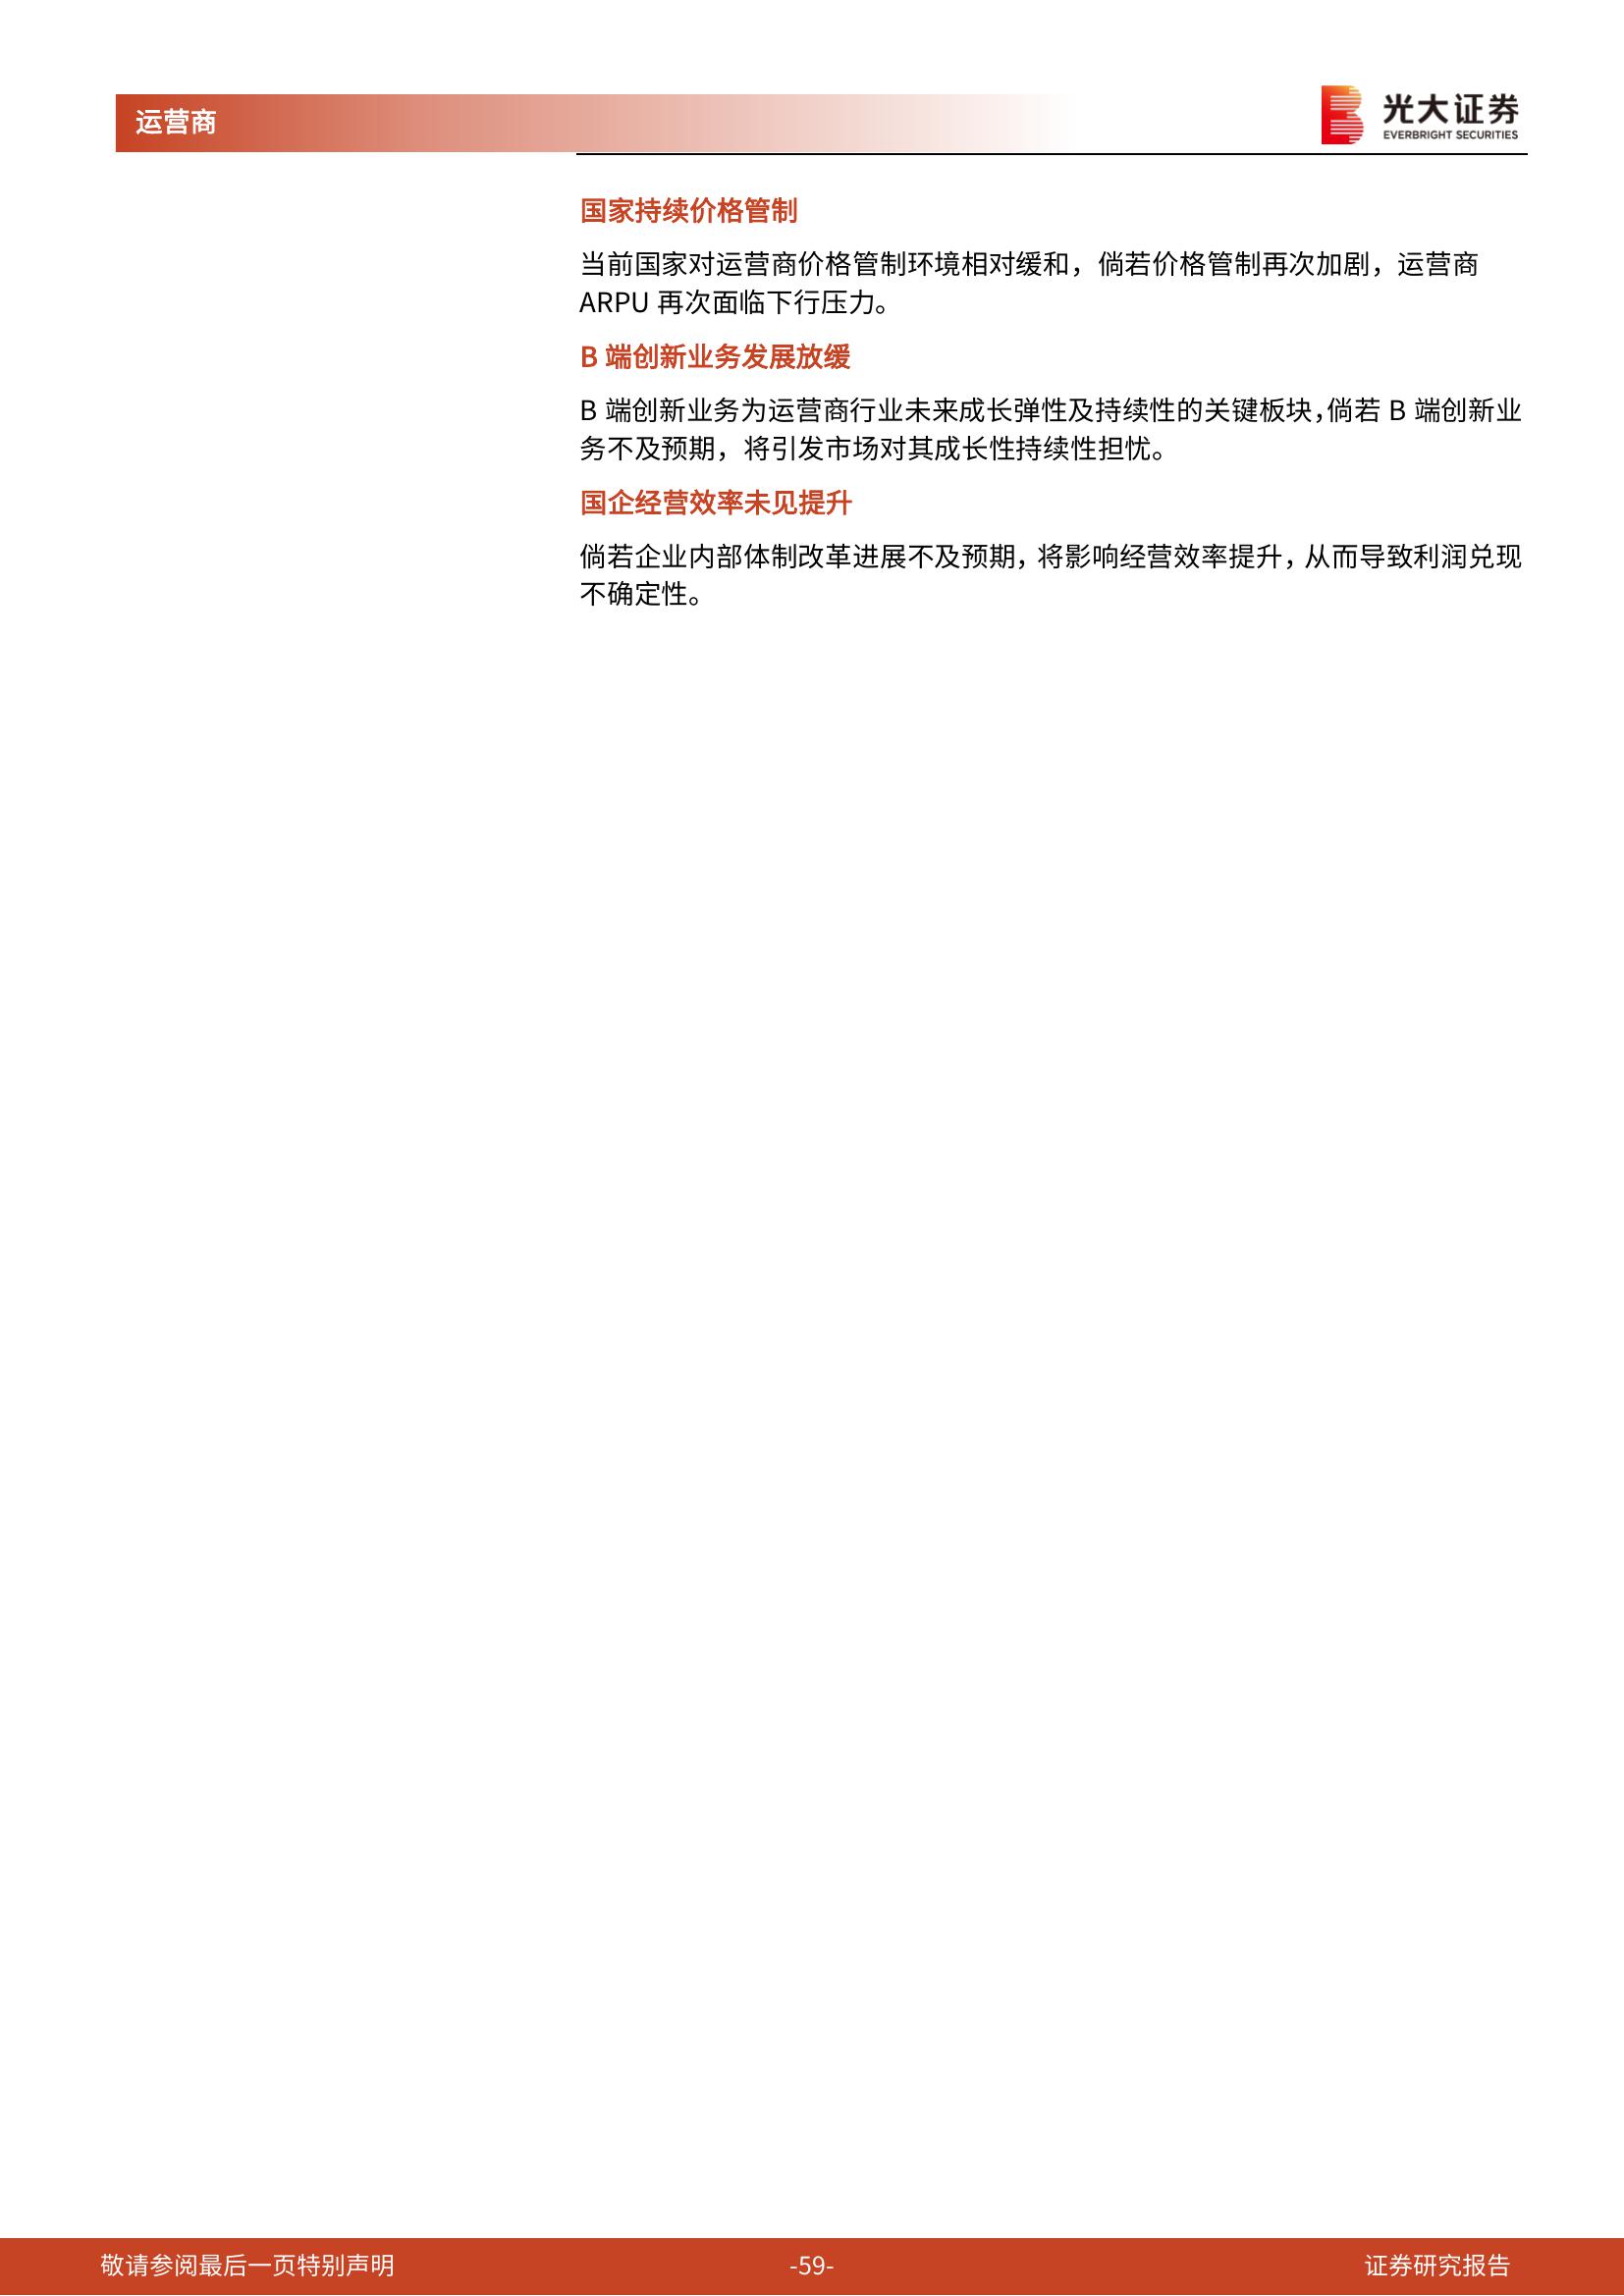 运营商
光大证券
EVERBRIGHT SECURITIES
国家持续价格管制
当前国家对运营商价格管制环境相对缓和，倘若价格管制再次加剧，运营商
ARPU 再次面临下行压力。
B 端创新业务发展放缓
B 端创新业务为运营商行业未来成长弹性及持续性的关键板块，倘若 B 端创新业
务不及预期，将引发市场对其成长性持续性担忧。
国企经营效率未见提升
倘若企业内部体制改革进展不及预期，将影响经营效率提升，从而导致利润兑现
不确定性。
敬请参阅最后一页特别声明
-59-
证券研究报告